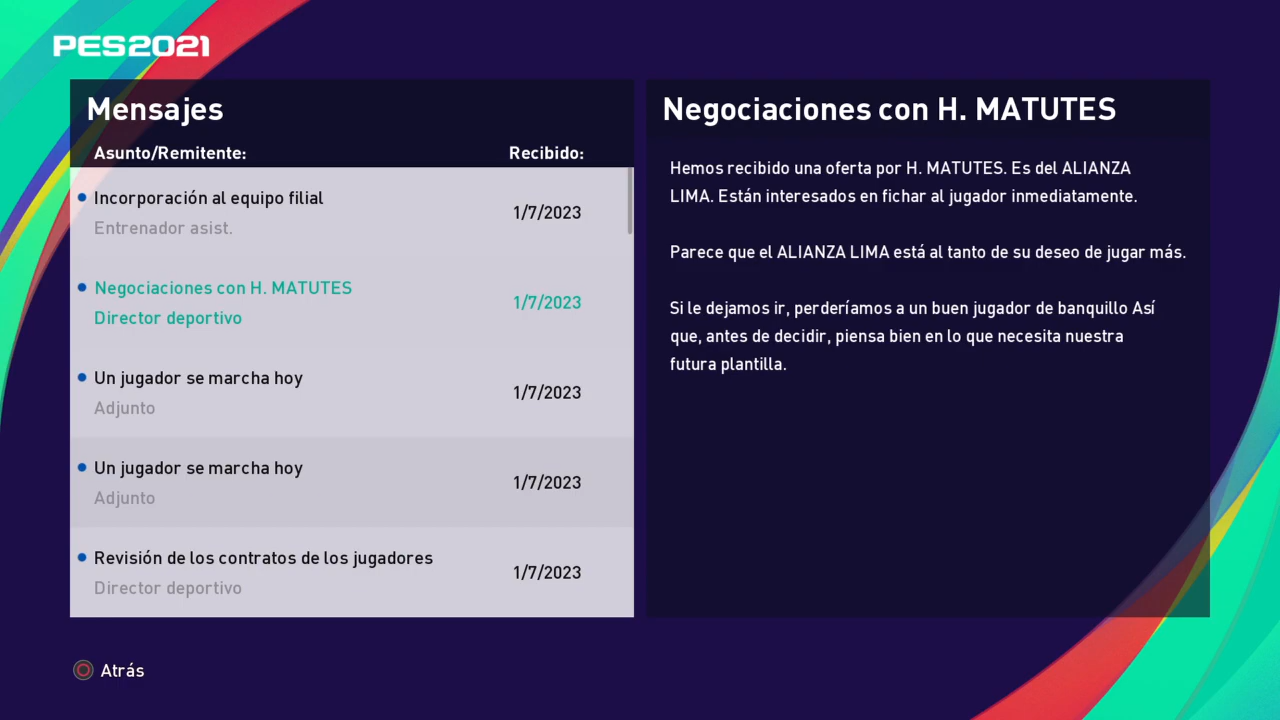 PES2021
Mensajes
Asunto/Remitente: Recibido:
Incorporación al equipo filial
Entrenador asist.
1/7/2023
Negociaciones con H. MATUTES
Director deportivo
1/7/2023
Un jugador se marcha hoy
Adjunto
1/7/2023
Un jugador se marcha hoy
Adjunto
1/7/2023
Revisión de los contratos de los jugadores
Director deportivo
1/7/2023
Negociaciones con H. MATUTES
Hemos recibido una oferta por H. MATUTES. Es del ALIANZA
LIMA. Están interesados en fichar al jugador inmediatamente.
Parece que el ALIANZA LIMA está al tanto de su deseo de jugar más.
Si le dejamos ir, perderíamos a un buen jugador de banquillo Así
que, antes de decidir, piensa bien en lo que necesita nuestra
futura plantilla.
Atrás